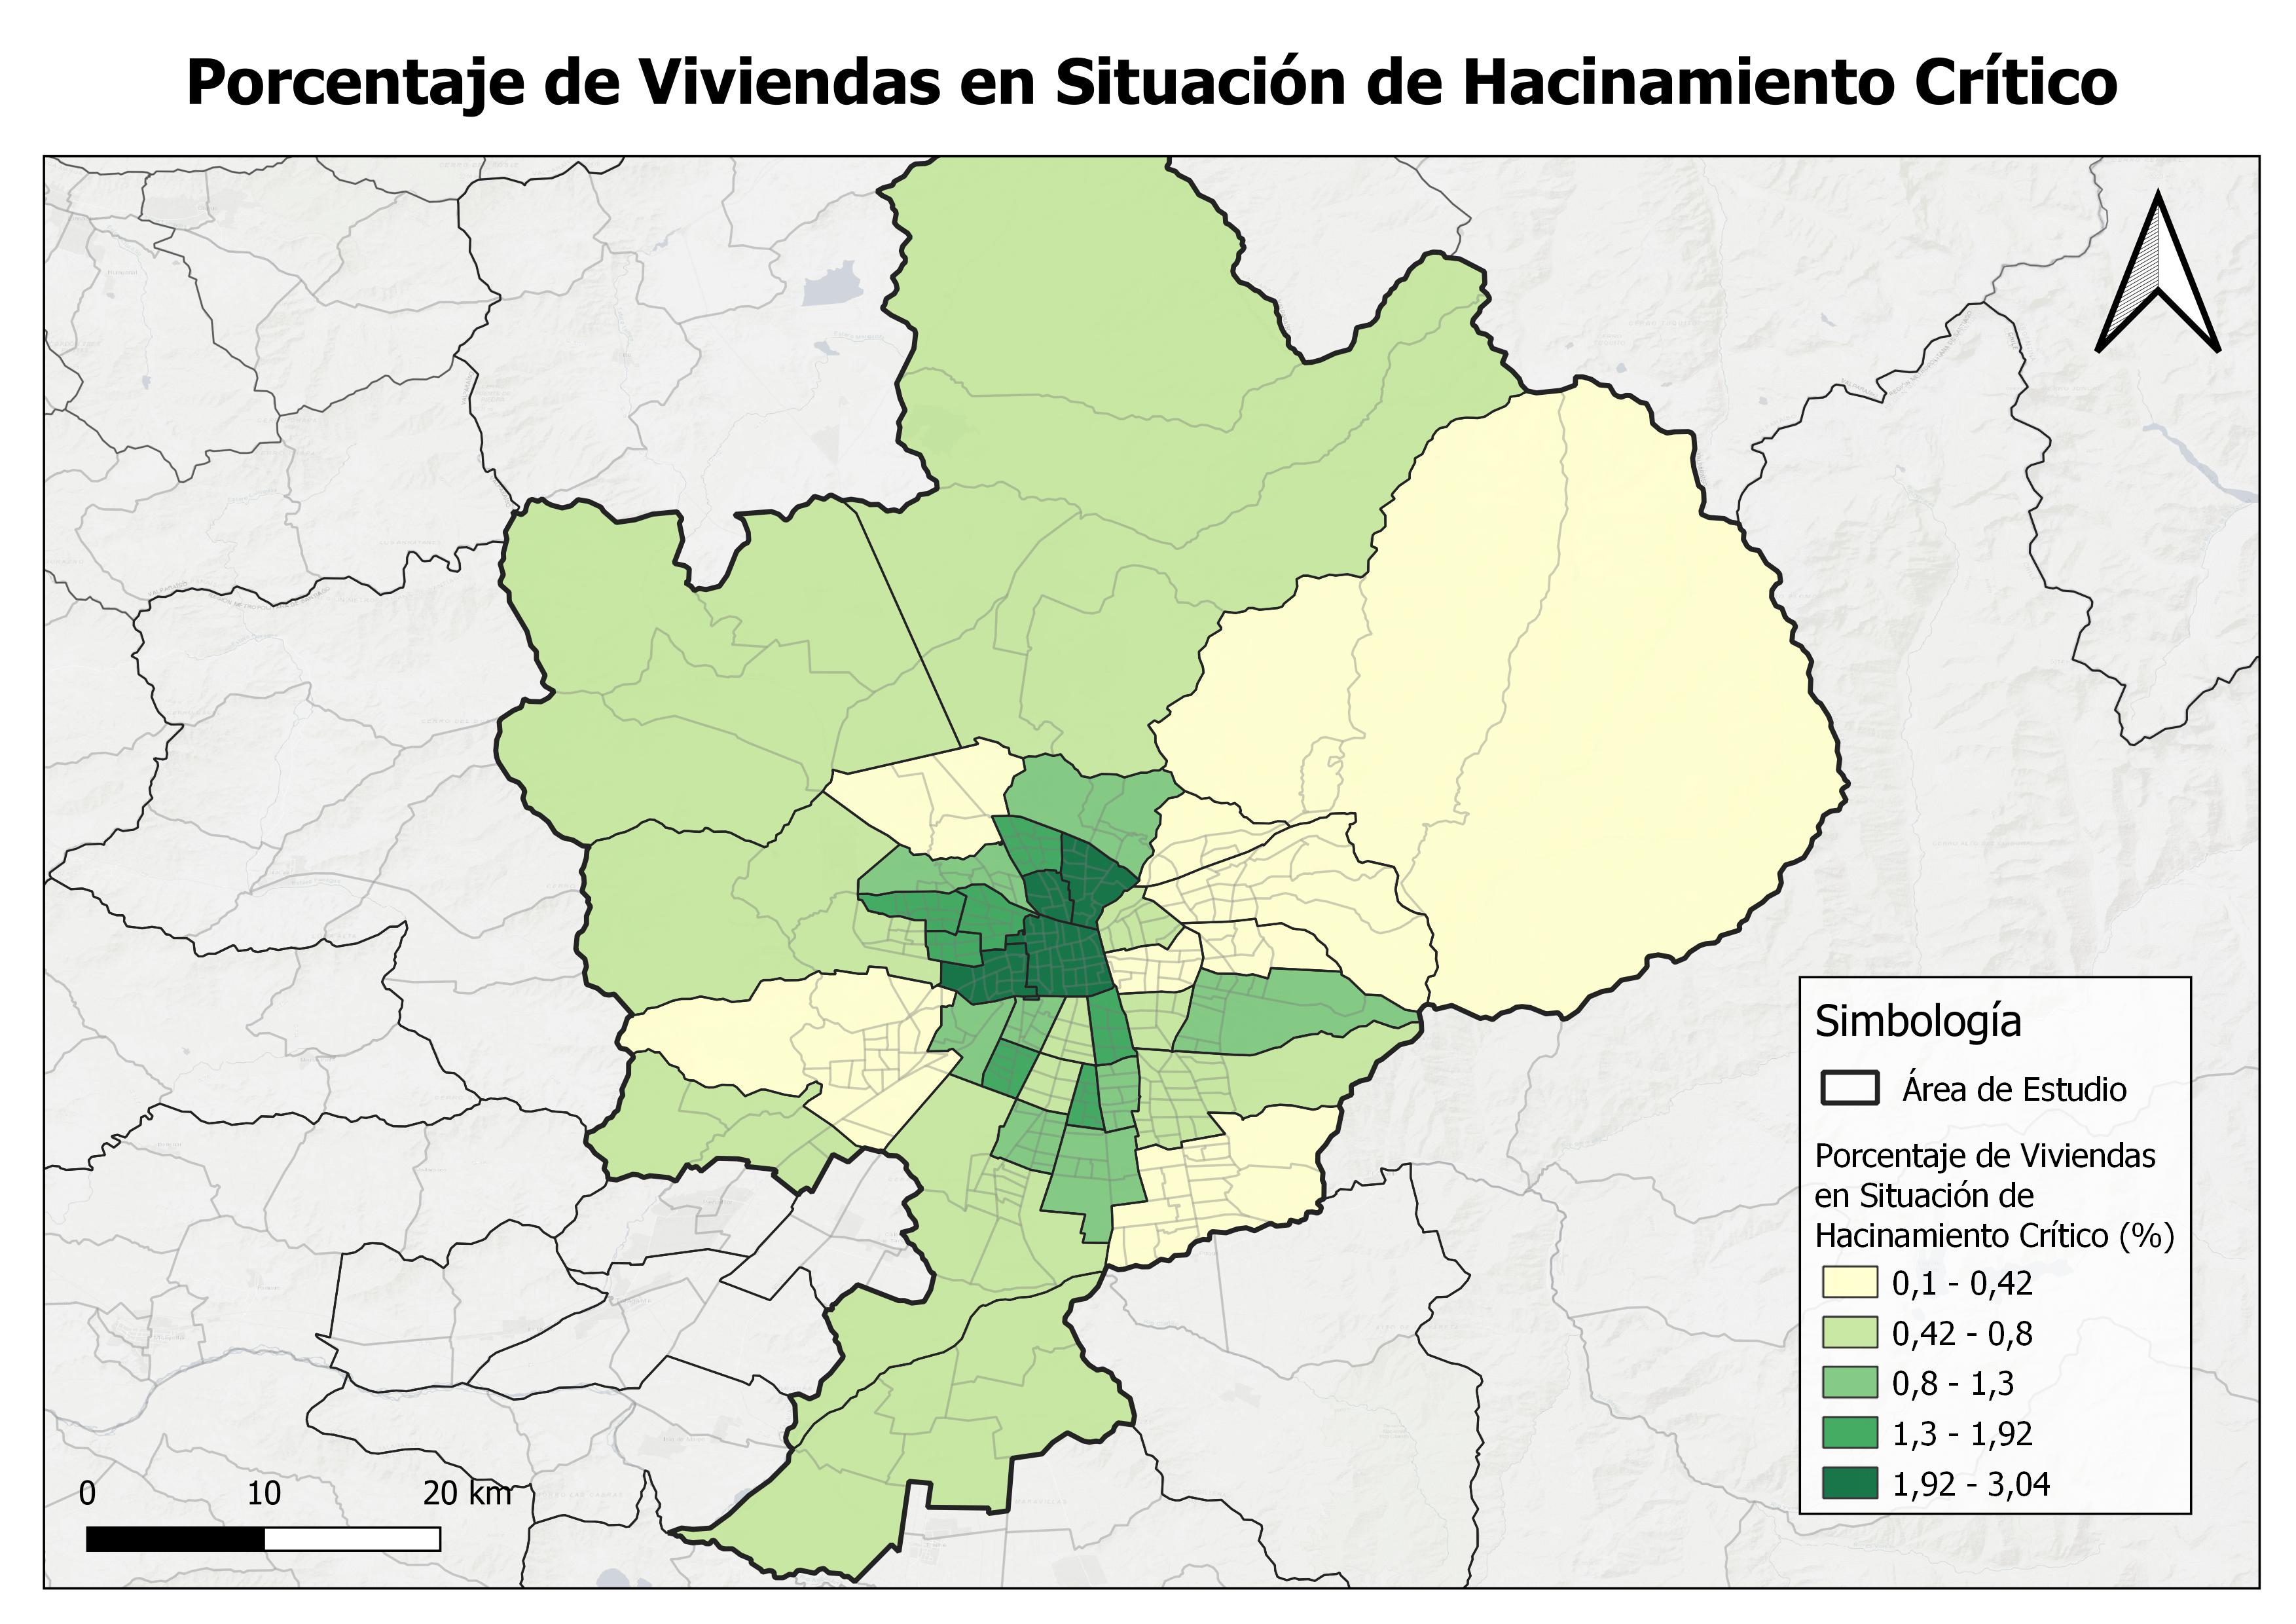 Porcentaje de Viviendas en Situación de Hacinamiento Crítico
Simbología
Área de Estudio
Porcentaje de Viviendas
en Situación de
Hacinamiento Crítico (%)
0,1 - 0,42
0,42 - 0,8
0,8 - 1,3
1,3 - 1,92
1,92 - 3,04
0 10 20 km